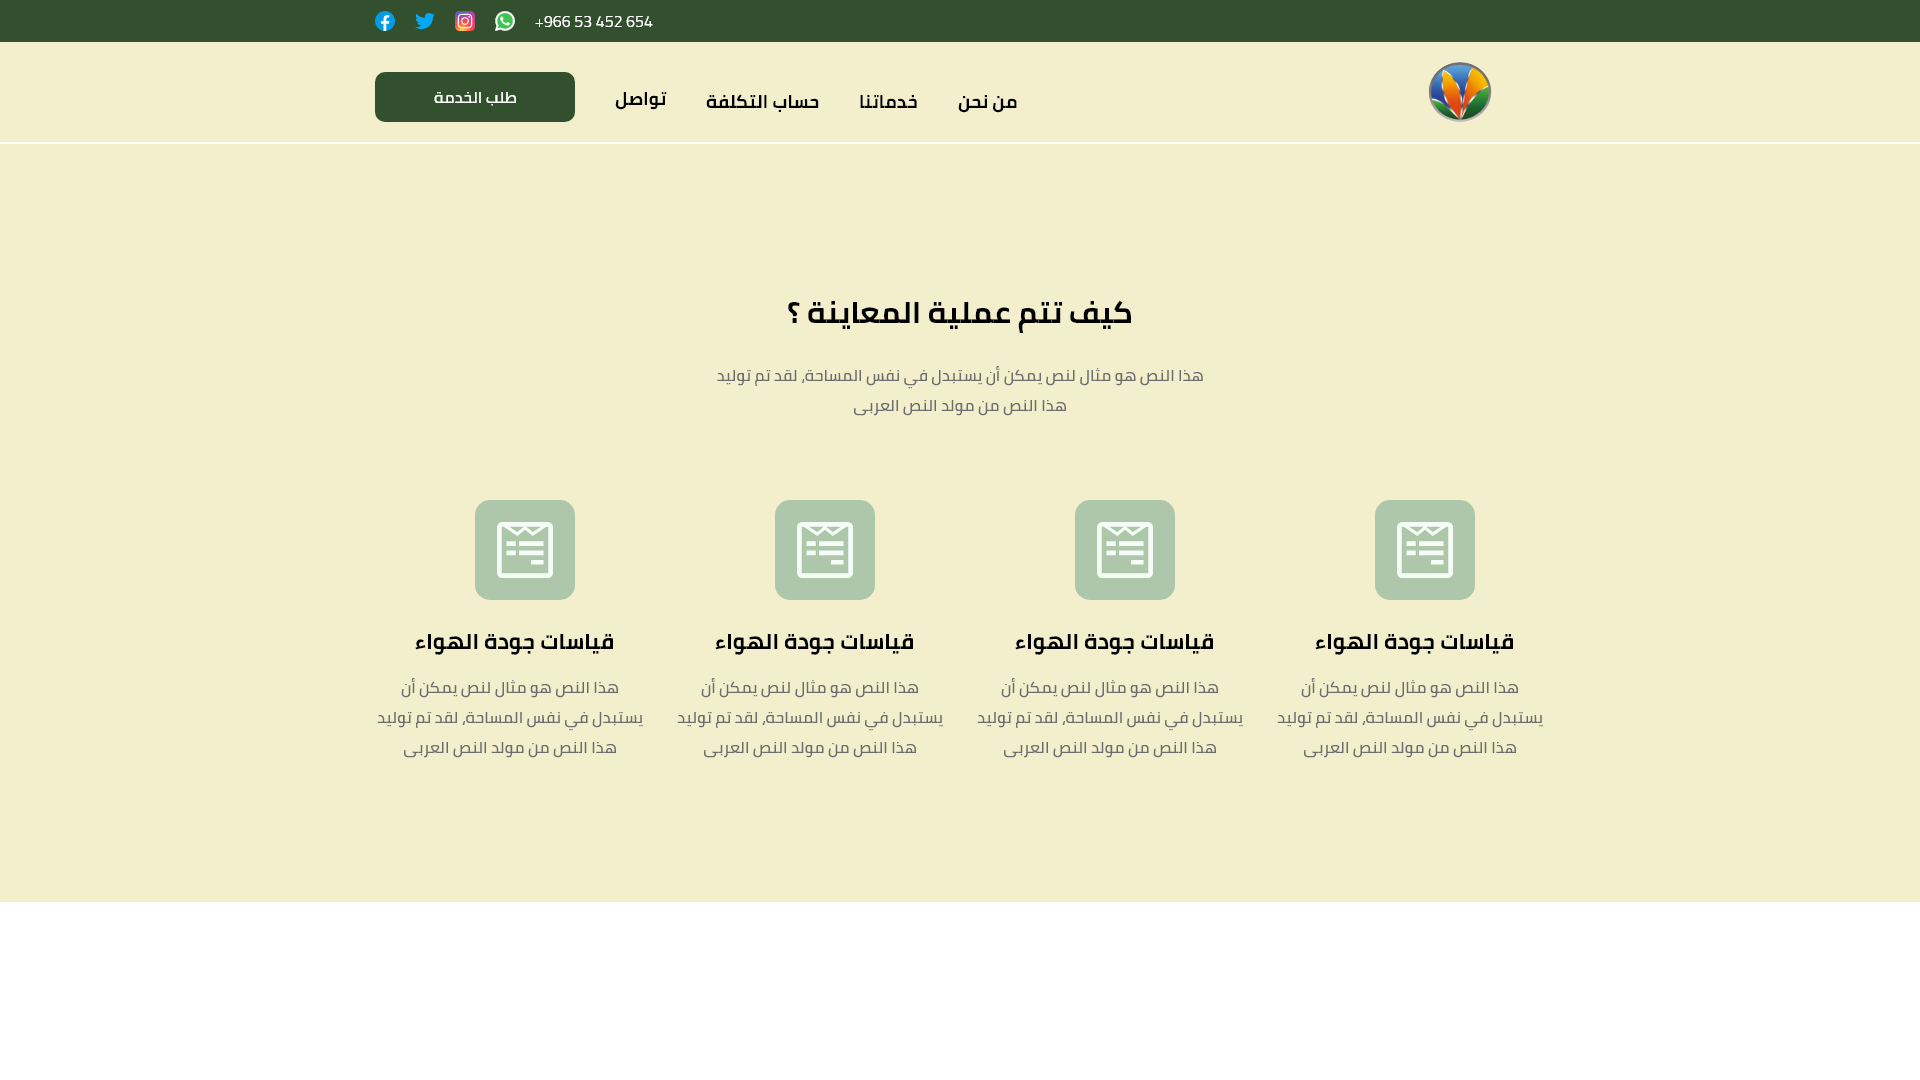 +966 53 452 654
من نحن
خدماتنا
حساب التكلفة
تواصل
طلب الخدمة
كيف تتم عملية المعاينة ؟
هذا النص هو مثال لنص يمكن أن يستبدل في نفس المساحة، لقد تم توليد
هذا النص من مولد النص العربى
قياسات جودة الهواء
هذا النص هو مثال لنص يمكن أن
يستبدل في نفس المساحة، لقد تم توليد
هذا النص من مولد النص العربى
قياسات جودة الهواء
هذا النص هو مثال لنص يمكن أن
يستبدل في نفس المساحة، لقد تم توليد
هذا النص من مولد النص العربى
قياسات جودة الهواء
هذا النص هو مثال لنص يمكن أن
يستبدل في نفس المساحة، لقد تم توليد
هذا النص من مولد النص العربى
قياسات جودة الهواء
هذا النص هو مثال لنص يمكن أن
يستبدل في نفس المساحة، لقد تم توليد
هذا النص من مولد النص العربى